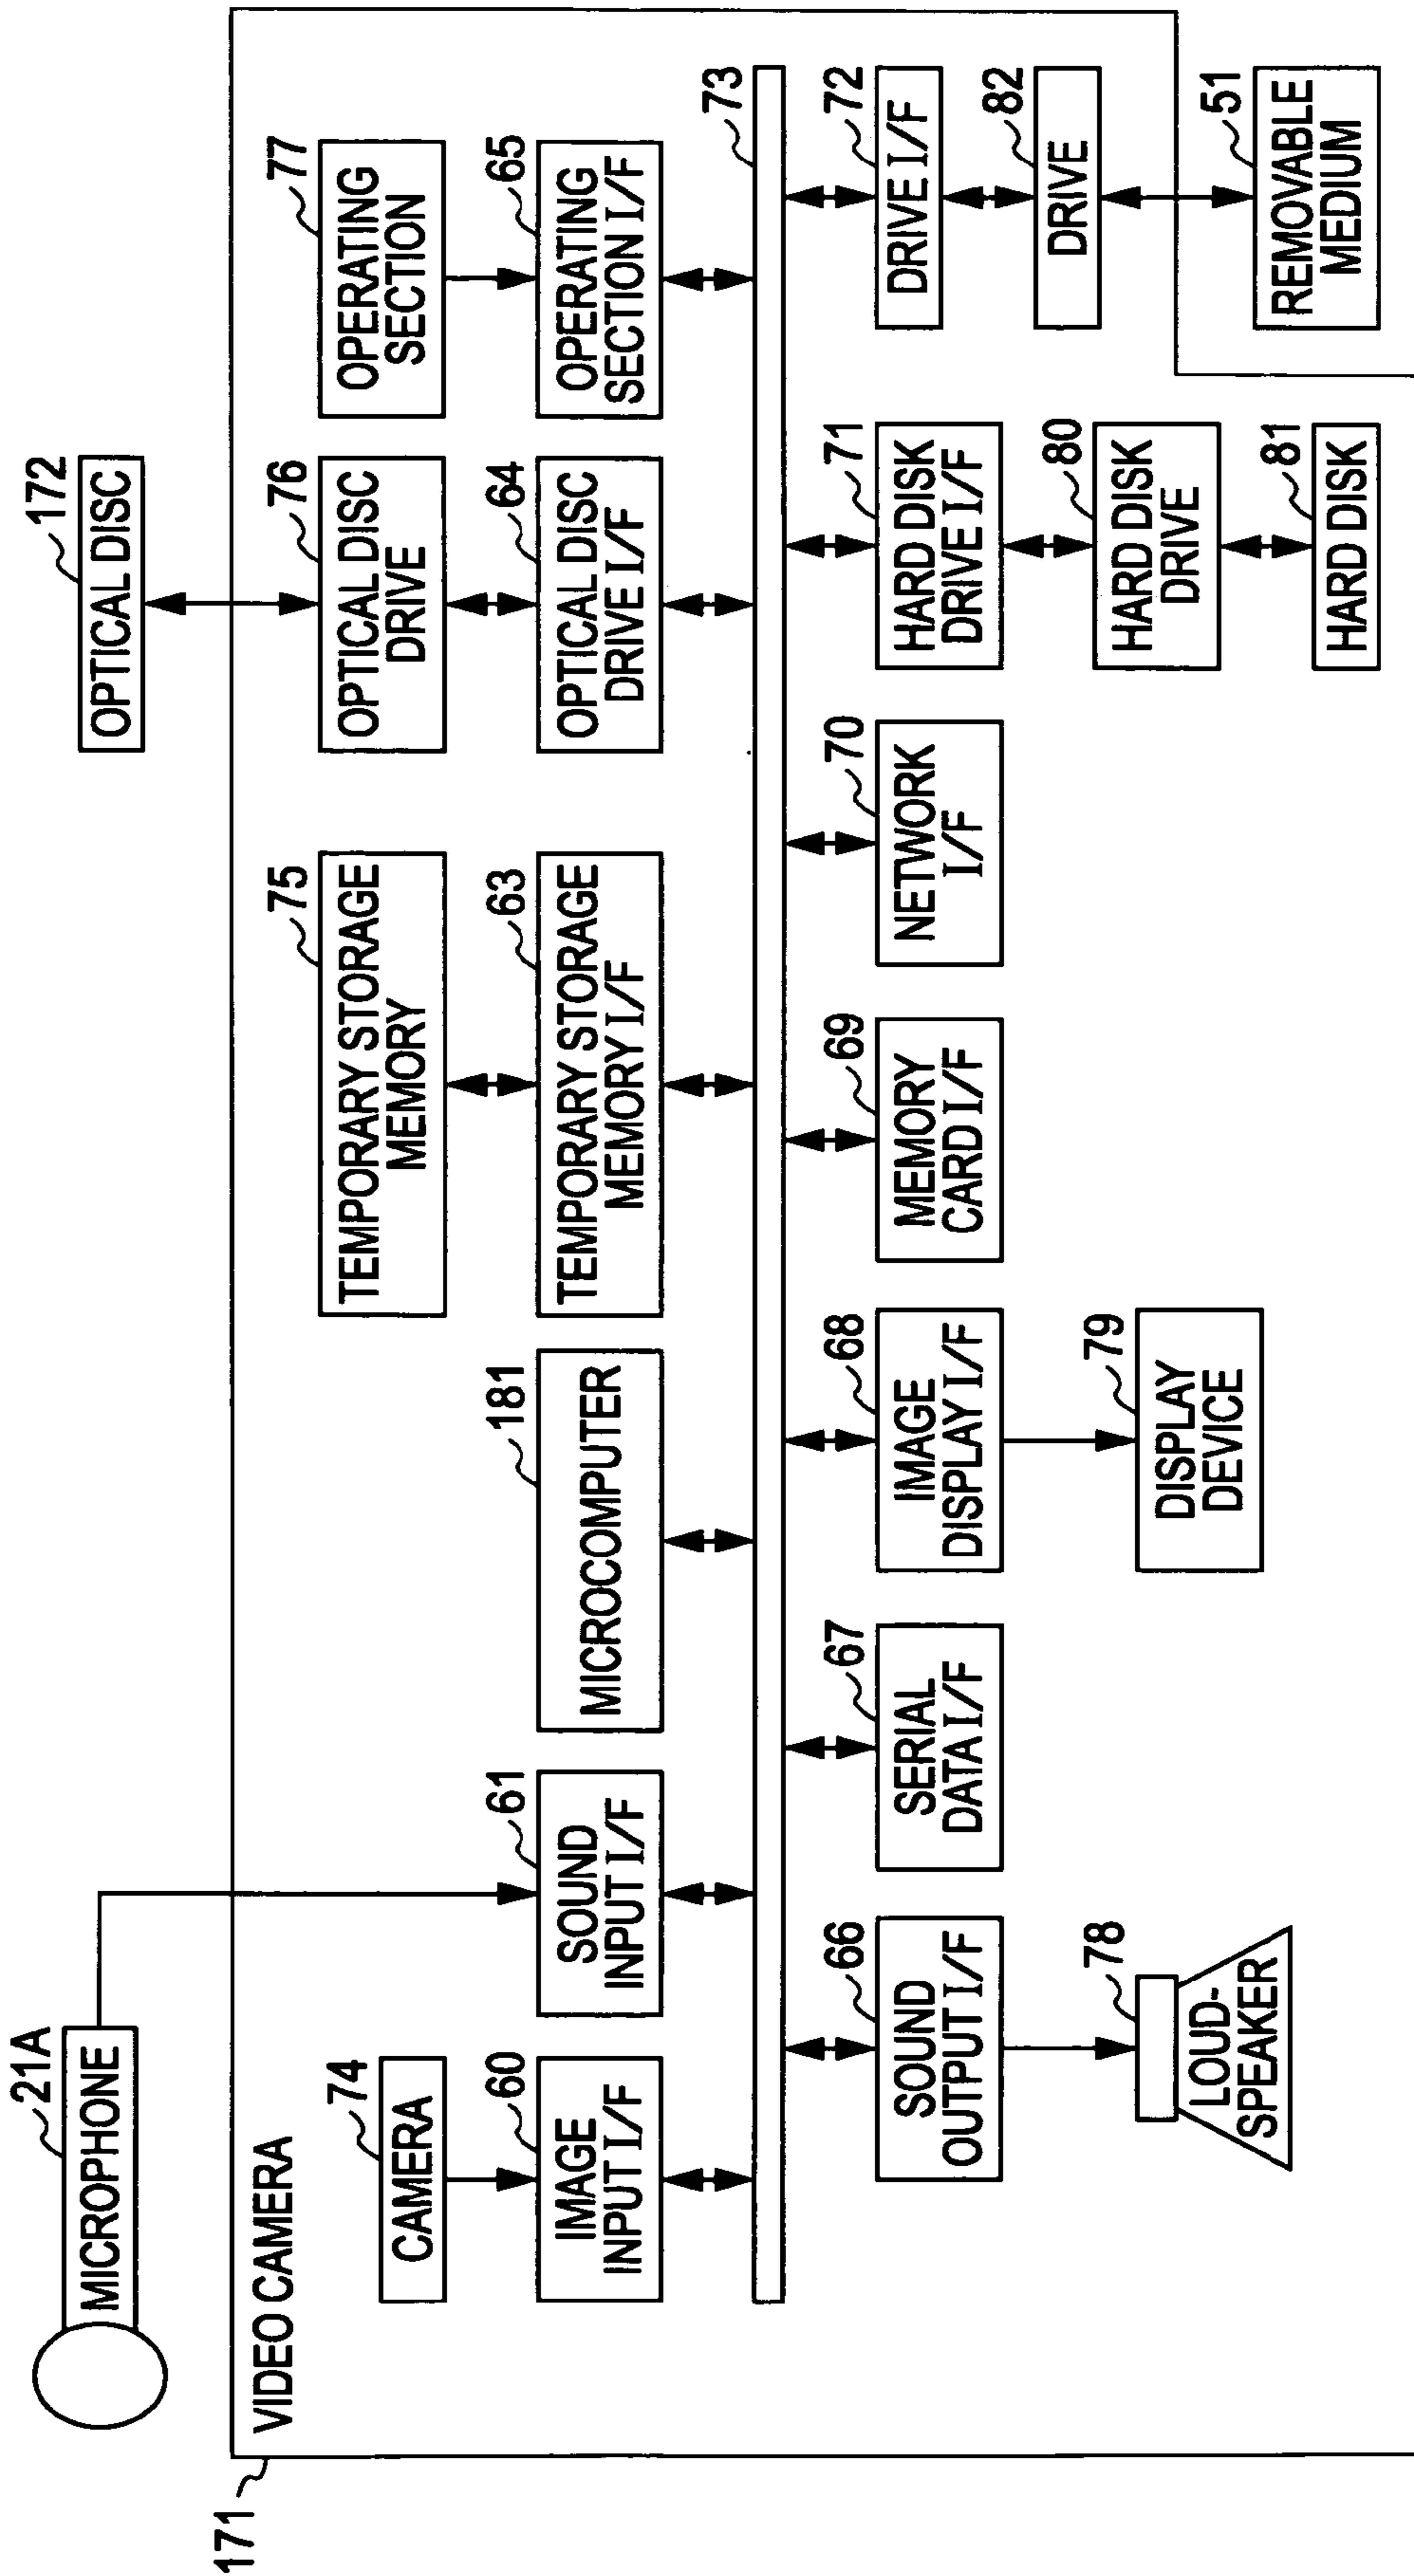 21A
MICROPHONE
172
OPTICAL DISC
171
VIDEO CAMERA
74
CAMERA
75
TEMPORARY STORAGE
MEMORY
76
OPTICAL DISC
DRIVE
77
OPERATING
SECTION
60
IMAGE
INPUT I/F
61
SOUND
INPUT I/F
181
MICROCOMPUTER
63
TEMPORARY STORAGE
MEMORY I/F
64
OPTICAL DISC
DRIVE I/F
65
OPERATING
SECTION I/F
73
66
SOUND
OUTPUT I/F
67
SERIAL
DATA I/F
68
IMAGE
DISPLAY I/F
69
MEMORY
CARD I/F
70
NETWORK
I/F
71
HARD DISK
DRIVE I/F
72
DRIVE I/F
78
LOUD-
SPEAKER
79
DISPLAY
DEVICE
80
HARD DISK
DRIVE
82
DRIVE
81
HARD DISK
51
REMOVABLE
MEDIUM